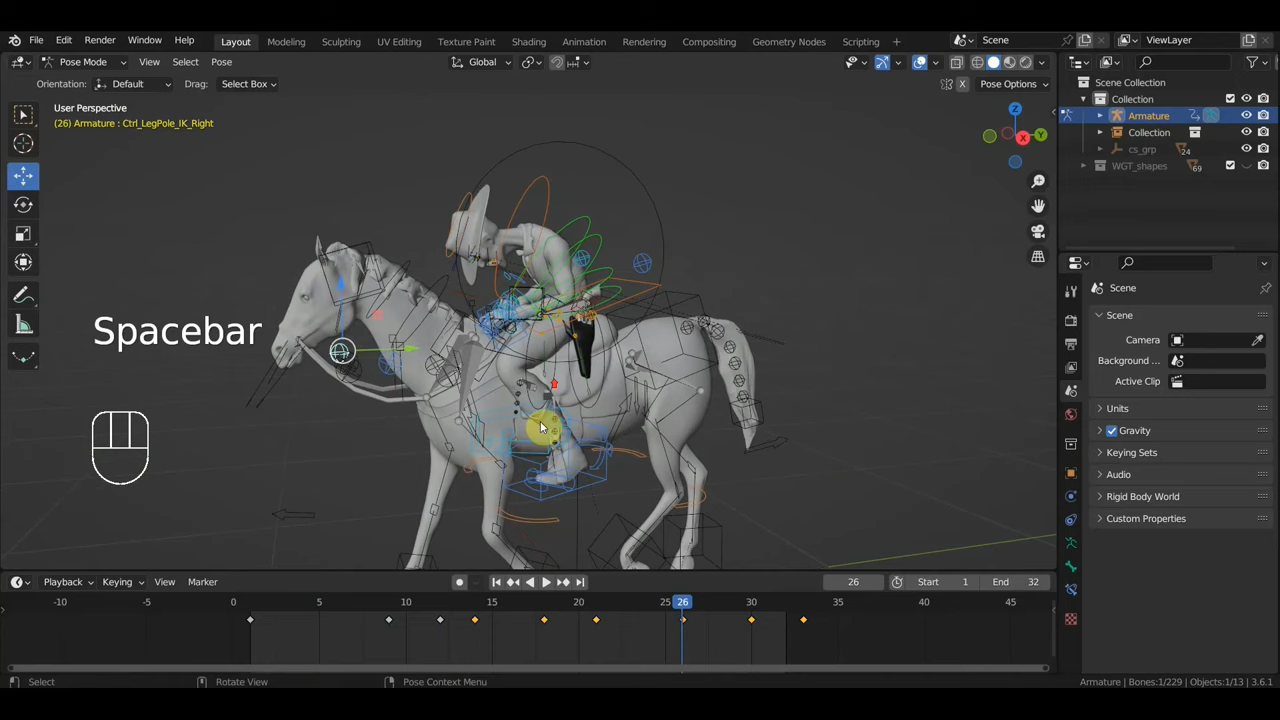 File Edit Render Window Help Layout Modeling Sculpting UV Editing Texture Paint Shading Animation Rendering Compositing Geometry Nodes Scripting + Scene ViewLayer
Pose Mode View Select Pose Global
Orientation: Default Drag: Select Box X Pose Options
Scene Collection
Collection
Armature
Collection
cs_grp 24
WGT_shapes 69
User Perspective
(26) Armature : Ctrl_LegPole_IK_Right
Z
Y
X
Spacebar
Scene
Scene
Camera
Background ...
Active Clip
Units
Gravity
Keying Sets
Audio
Rigid Body World
Custom Properties
Playback Keying View Marker 26 Start 1 End 32
-10 -5 0 5 10 15 20 25 26 30 35 40 45
Select Rotate View Pose Context Menu Armature | Bones:1/229 | Objects:1/13 | 3.6.1